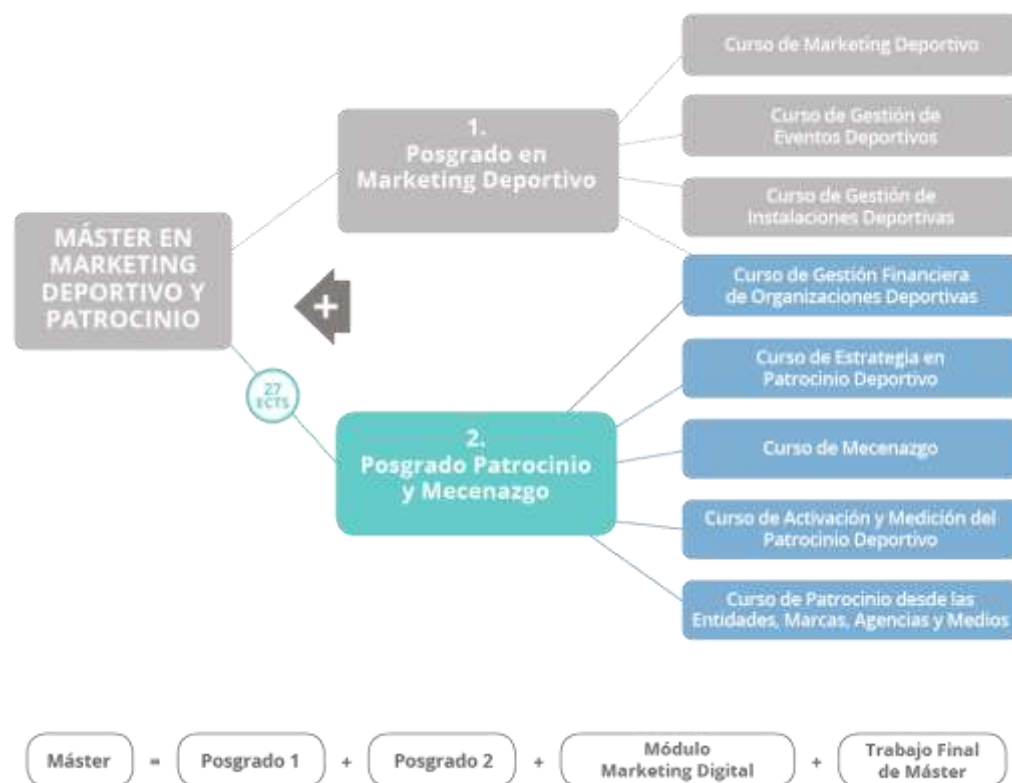 MÁSTER EN
MARKETING
DEPORTIVO Y
PATROCINIO
+
27
ECTS
1.
Posgrado en
Marketing Deportivo
2.
Posgrado Patrocinio
y Mecenazgo
Curso de Marketing Deportivo
Curso de Gestión de
Eventos Deportivos
Curso de Gestión de
Instalaciones Deportivas
Curso de Gestión Financiera
de Organizaciones Deportivas
Curso de Estrategia en
Patrocinio Deportivo
Curso de Mecenazgo
Curso de Activación y Medición del
Patrocinio Deportivo
Curso de Patrocinio desde las
Entidades, Marcas, Agencias y Medios
Máster = Posgrado 1 + Posgrado 2 + Módulo
Marketing Digital + Trabajo Final
de Máster